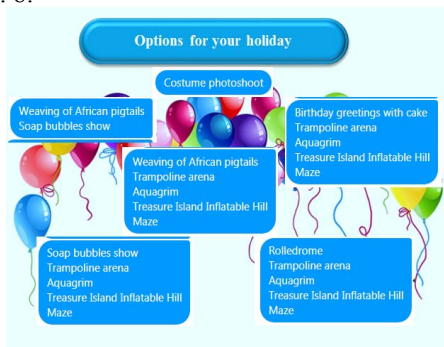 Options for your holiday
Costume photoshoot
Weaving of African pigtails
Soap bubbles show
Birthday greetings with cake
Trampoline arena
Aquagrim
Treasure Island Inflatable Hill
Maze
Weaving of African pigtails
Trampoline arena
Aquagrim
Treasure Island Inflatable Hill
Maze
Soap bubbles show
Trampoline arena
Aquagrim
Treasure Island Inflatable Hill
Maze
Rolledrome
Trampoline arena
Aquagrim
Treasure Island Inflatable Hill
Maze